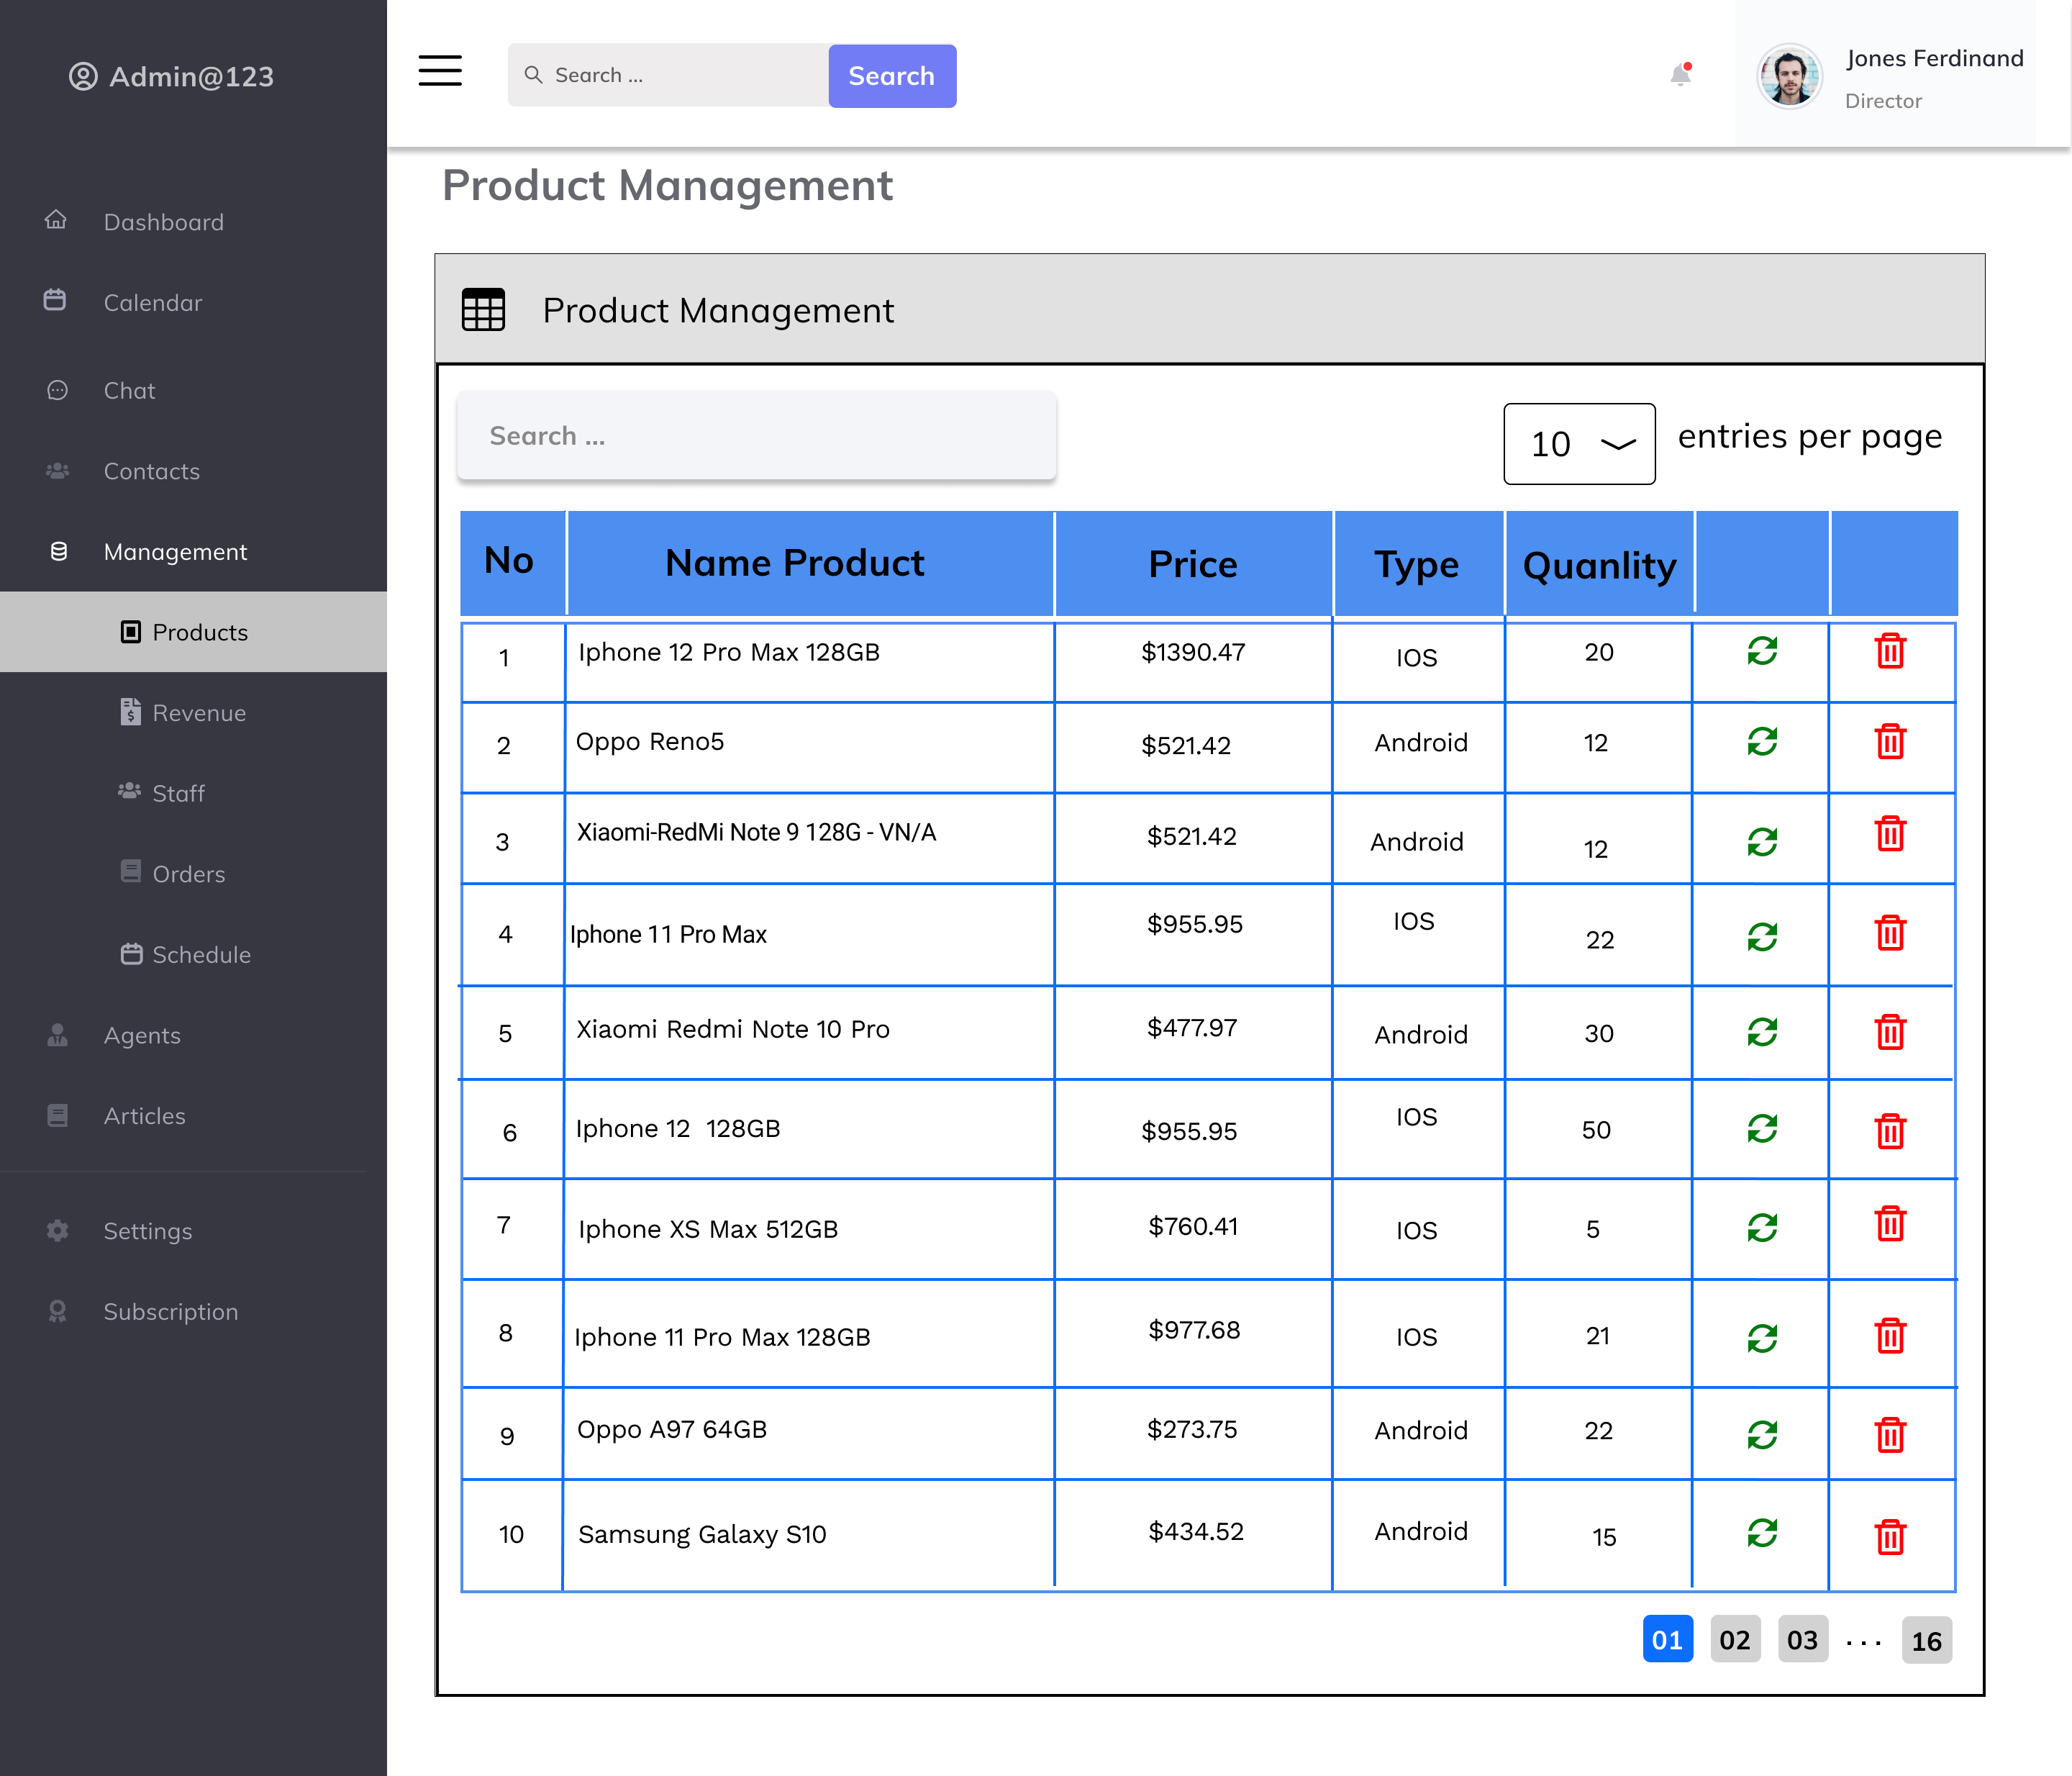 Admin@123
Dashboard
Calendar
Chat
Contacts
Management
Products
Revenue
Staff
Orders
Schedule
Agents
Articles
Settings
Subscription
Search ...
Search
Jones Ferdinand
Director
Product Management
Product Management
Search ...
10
entries per page
No Name Product Price Type Quanlity
1 Iphone 12 Pro Max 128GB $1390.47 IOS 20
2 Oppo Reno5 $521.42 Android 12
3 Xiaomi-RedMi Note 9 128G - VN/A $521.42 Android 12
4 Iphone 11 Pro Max $955.95 IOS 22
5 Xiaomi Redmi Note 10 Pro $477.97 Android 30
6 Iphone 12 128GB $955.95 IOS 50
7 Iphone XS Max 512GB $760.41 IOS 5
8 Iphone 11 Pro Max 128GB $977.68 IOS 21
9 Oppo A97 64GB $273.75 Android 22
10 Samsung Galaxy S10 $434.52 Android 15
01 02 03 ... 16